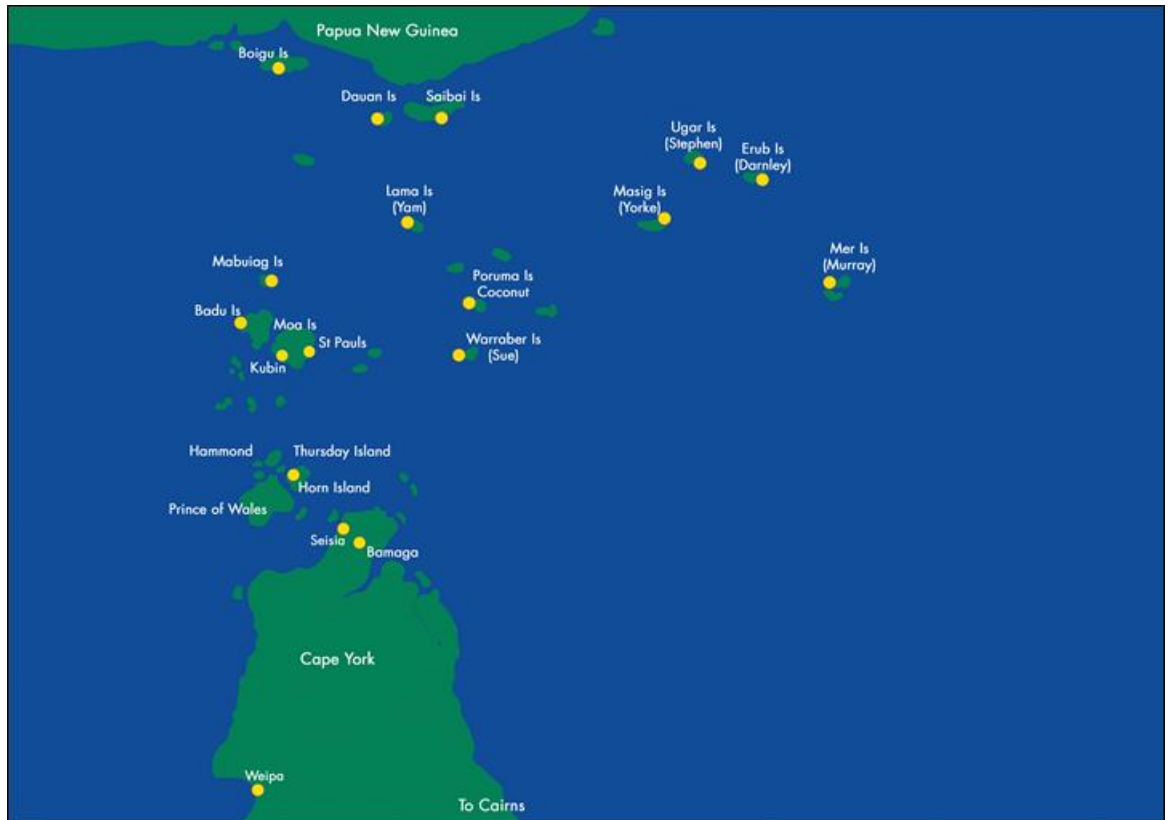 Papua New Guinea
Boigu Is
Dauan Is
Saibai Is
Ugar Is
(Stephen)
Erub Is
(Darnley)
Lama Is
(Yam)
Masig Is
(Yorke)
Mer Is
(Murray)
Mabuiag Is
Poruma Is
Coconut
Badu Is
Moa Is
St Pauls
Kubin
Warraber Is
(Sue)
Hammond
Thursday Island
Horn Island
Prince of Wales
Seisia
Bamaga
Cape York
Weipa
To Cairns